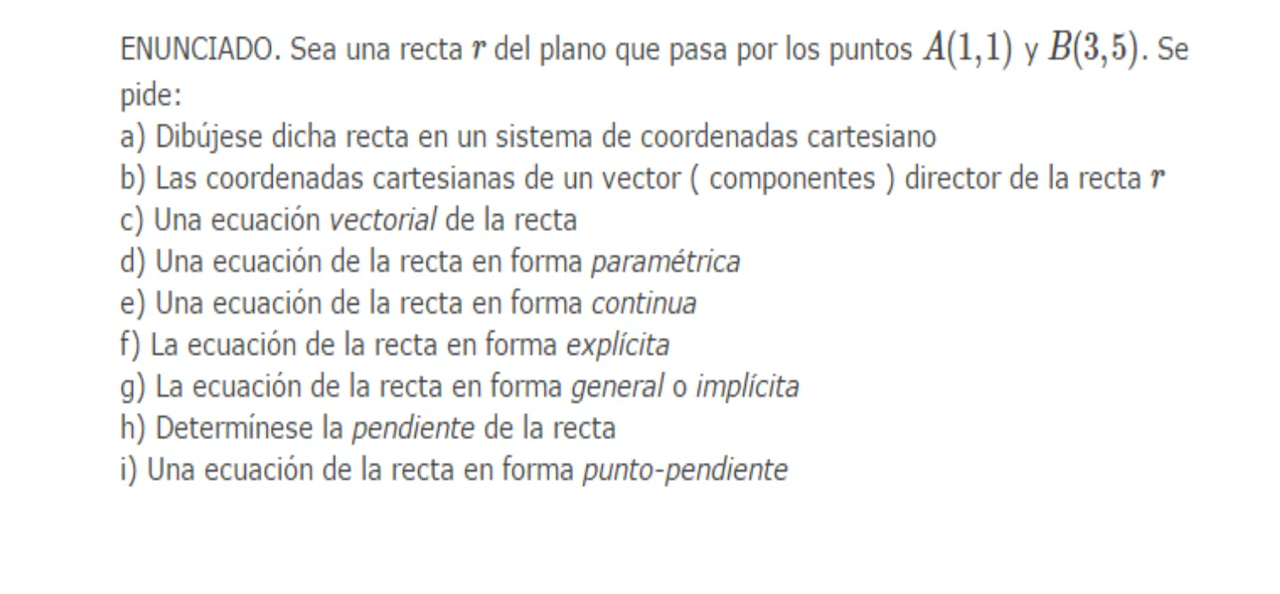 ENUNCIADO. Sea una recta r del plano que pasa por los puntos A(1,1) y B(3,5). Se
pide:
a) Dibújese dicha recta en un sistema de coordenadas cartesiano
b) Las coordenadas cartesianas de un vector ( componentes ) director de la recta r
c) Una ecuación vectorial de la recta
d) Una ecuación de la recta en forma paramétrica
e) Una ecuación de la recta en forma continua
f) La ecuación de la recta en forma explícita
g) La ecuación de la recta en forma general o implícita
h) Determínese la pendiente de la recta
i) Una ecuación de la recta en forma punto-pendiente